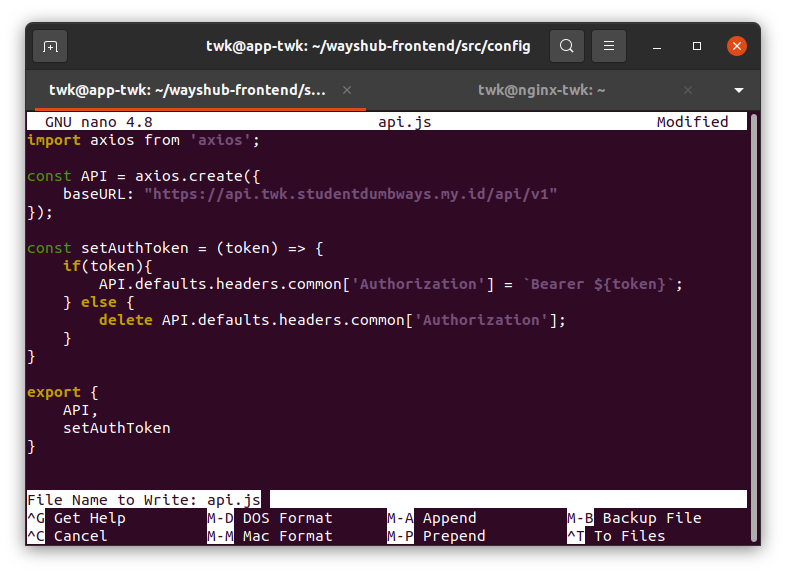 twk@app-twk: ~/wayshub-frontend/src/config
twk@app-twk: ~/wayshub-frontend/s... × twk@nginx-twk: ~ ×
GNU nano 4.8 api.js Modified
import axios from 'axios';
const API = axios.create({
    baseURL: "https://api.twk.studentdumbways.my.id/api/v1"
});
const setAuthToken = (token) => {
    if(token){
        API.defaults.headers.common['Authorization'] = `Bearer ${token}`;
    } else {
        delete API.defaults.headers.common['Authorization'];
    }
}
export {
    API,
    setAuthToken
}
File Name to Write: api.js
^G Get Help M-D DOS Format M-A Append M-B Backup File
^C Cancel M-M Mac Format M-P Prepend ^T To Files